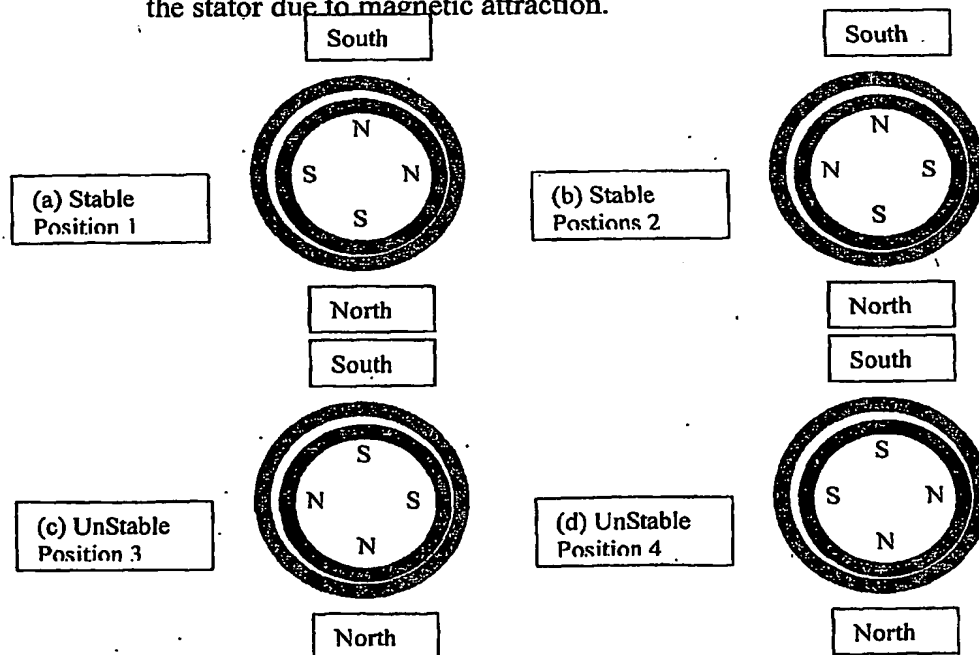 the stator due to magnetic attraction.
South
N
S N
S
(a) Stable
Position 1
North
South
N
N S
S
(b) Stable
Postions 2
North
South
S
N S
N
(c) UnStable
Position 3
North
South
S
S N
N
(d) UnStable
Position 4
North